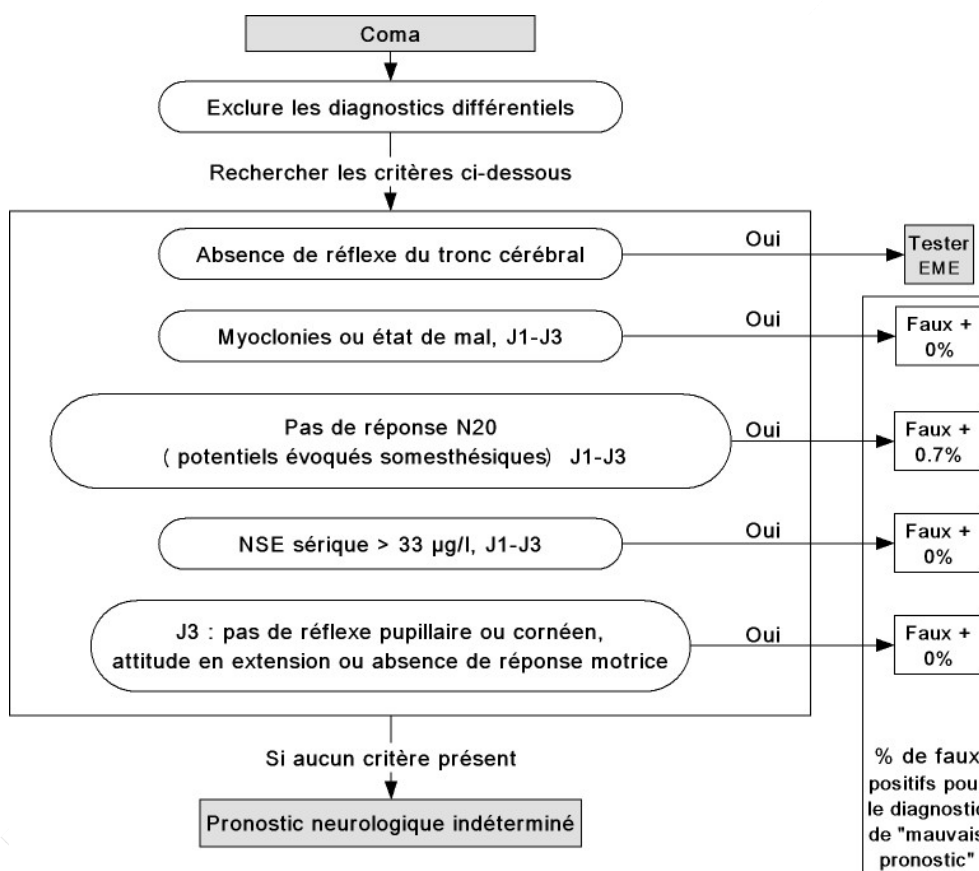 Coma
Exclure les diagnostics différentiels
Rechercher les critères ci-dessous
Absence de réflexe du tronc cérébral
Oui
Tester
EME
Myoclonies ou état de mal, J1-J3
Oui
Faux +
0%
Pas de réponse N20
( potentiels évoqués somesthésiques) J1-J3
Oui
Faux +
0.7%
NSE sérique > 33 µg/l, J1-J3
Oui
Faux +
0%
J3 : pas de réflexe pupillaire ou cornéen,
attitude en extension ou absence de réponse motrice
Oui
Faux +
0%
Si aucun critère présent
Pronostic neurologique indéterminé
% de faux
positifs pou
le diagnostic
de "mauvais
pronostic"